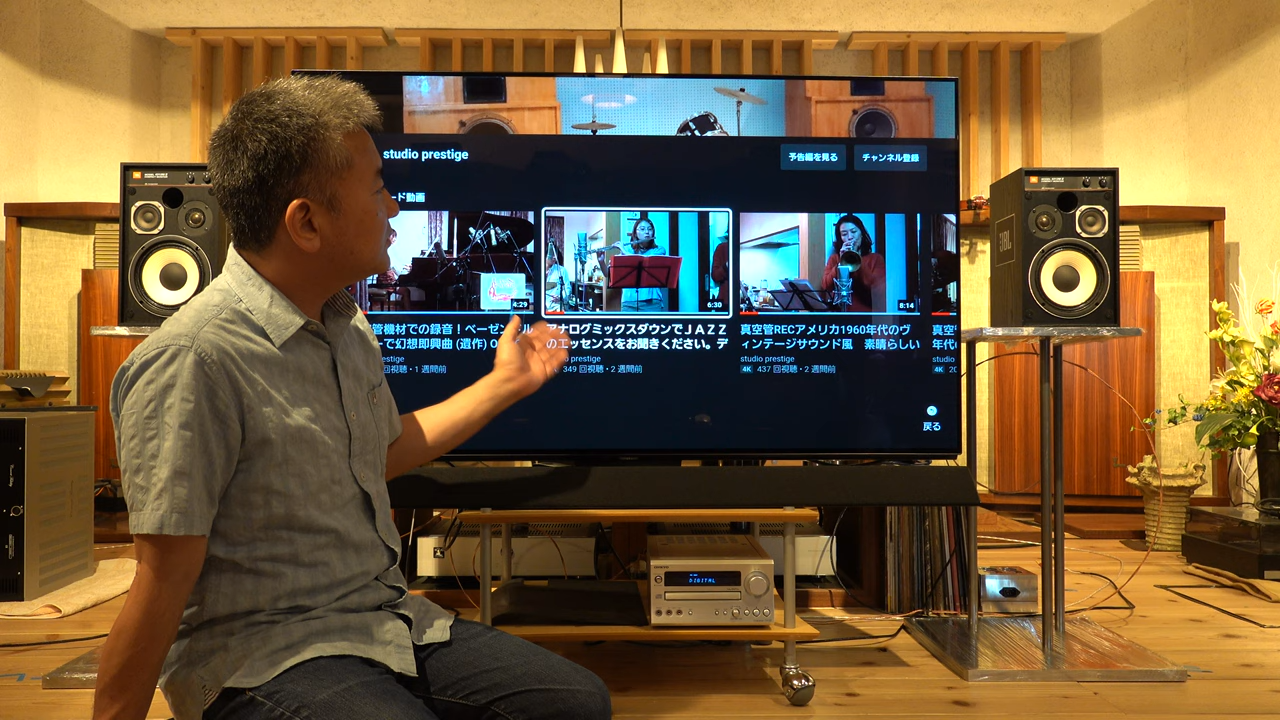 studio prestige
予告編を見る
チャンネル登録
ード動画
4:29
6:30
8:14
管機材での録音！ベーゼンドル
ーで幻想即興曲 (遺作) O
prestige
回視聴・1 週間前
アナログミックスダウンでＪＡＺＺ
のエッセンスをお聞きください。デ
prestige
349 回視聴・2 週間前
真空管RECアメリカ1960年代のヴ
ィンテージサウンド風 素晴らしい
studio prestige
4K 437 回視聴・2 週間前
真空
年代
studio
4K
戻る
JBL
DIGITAL